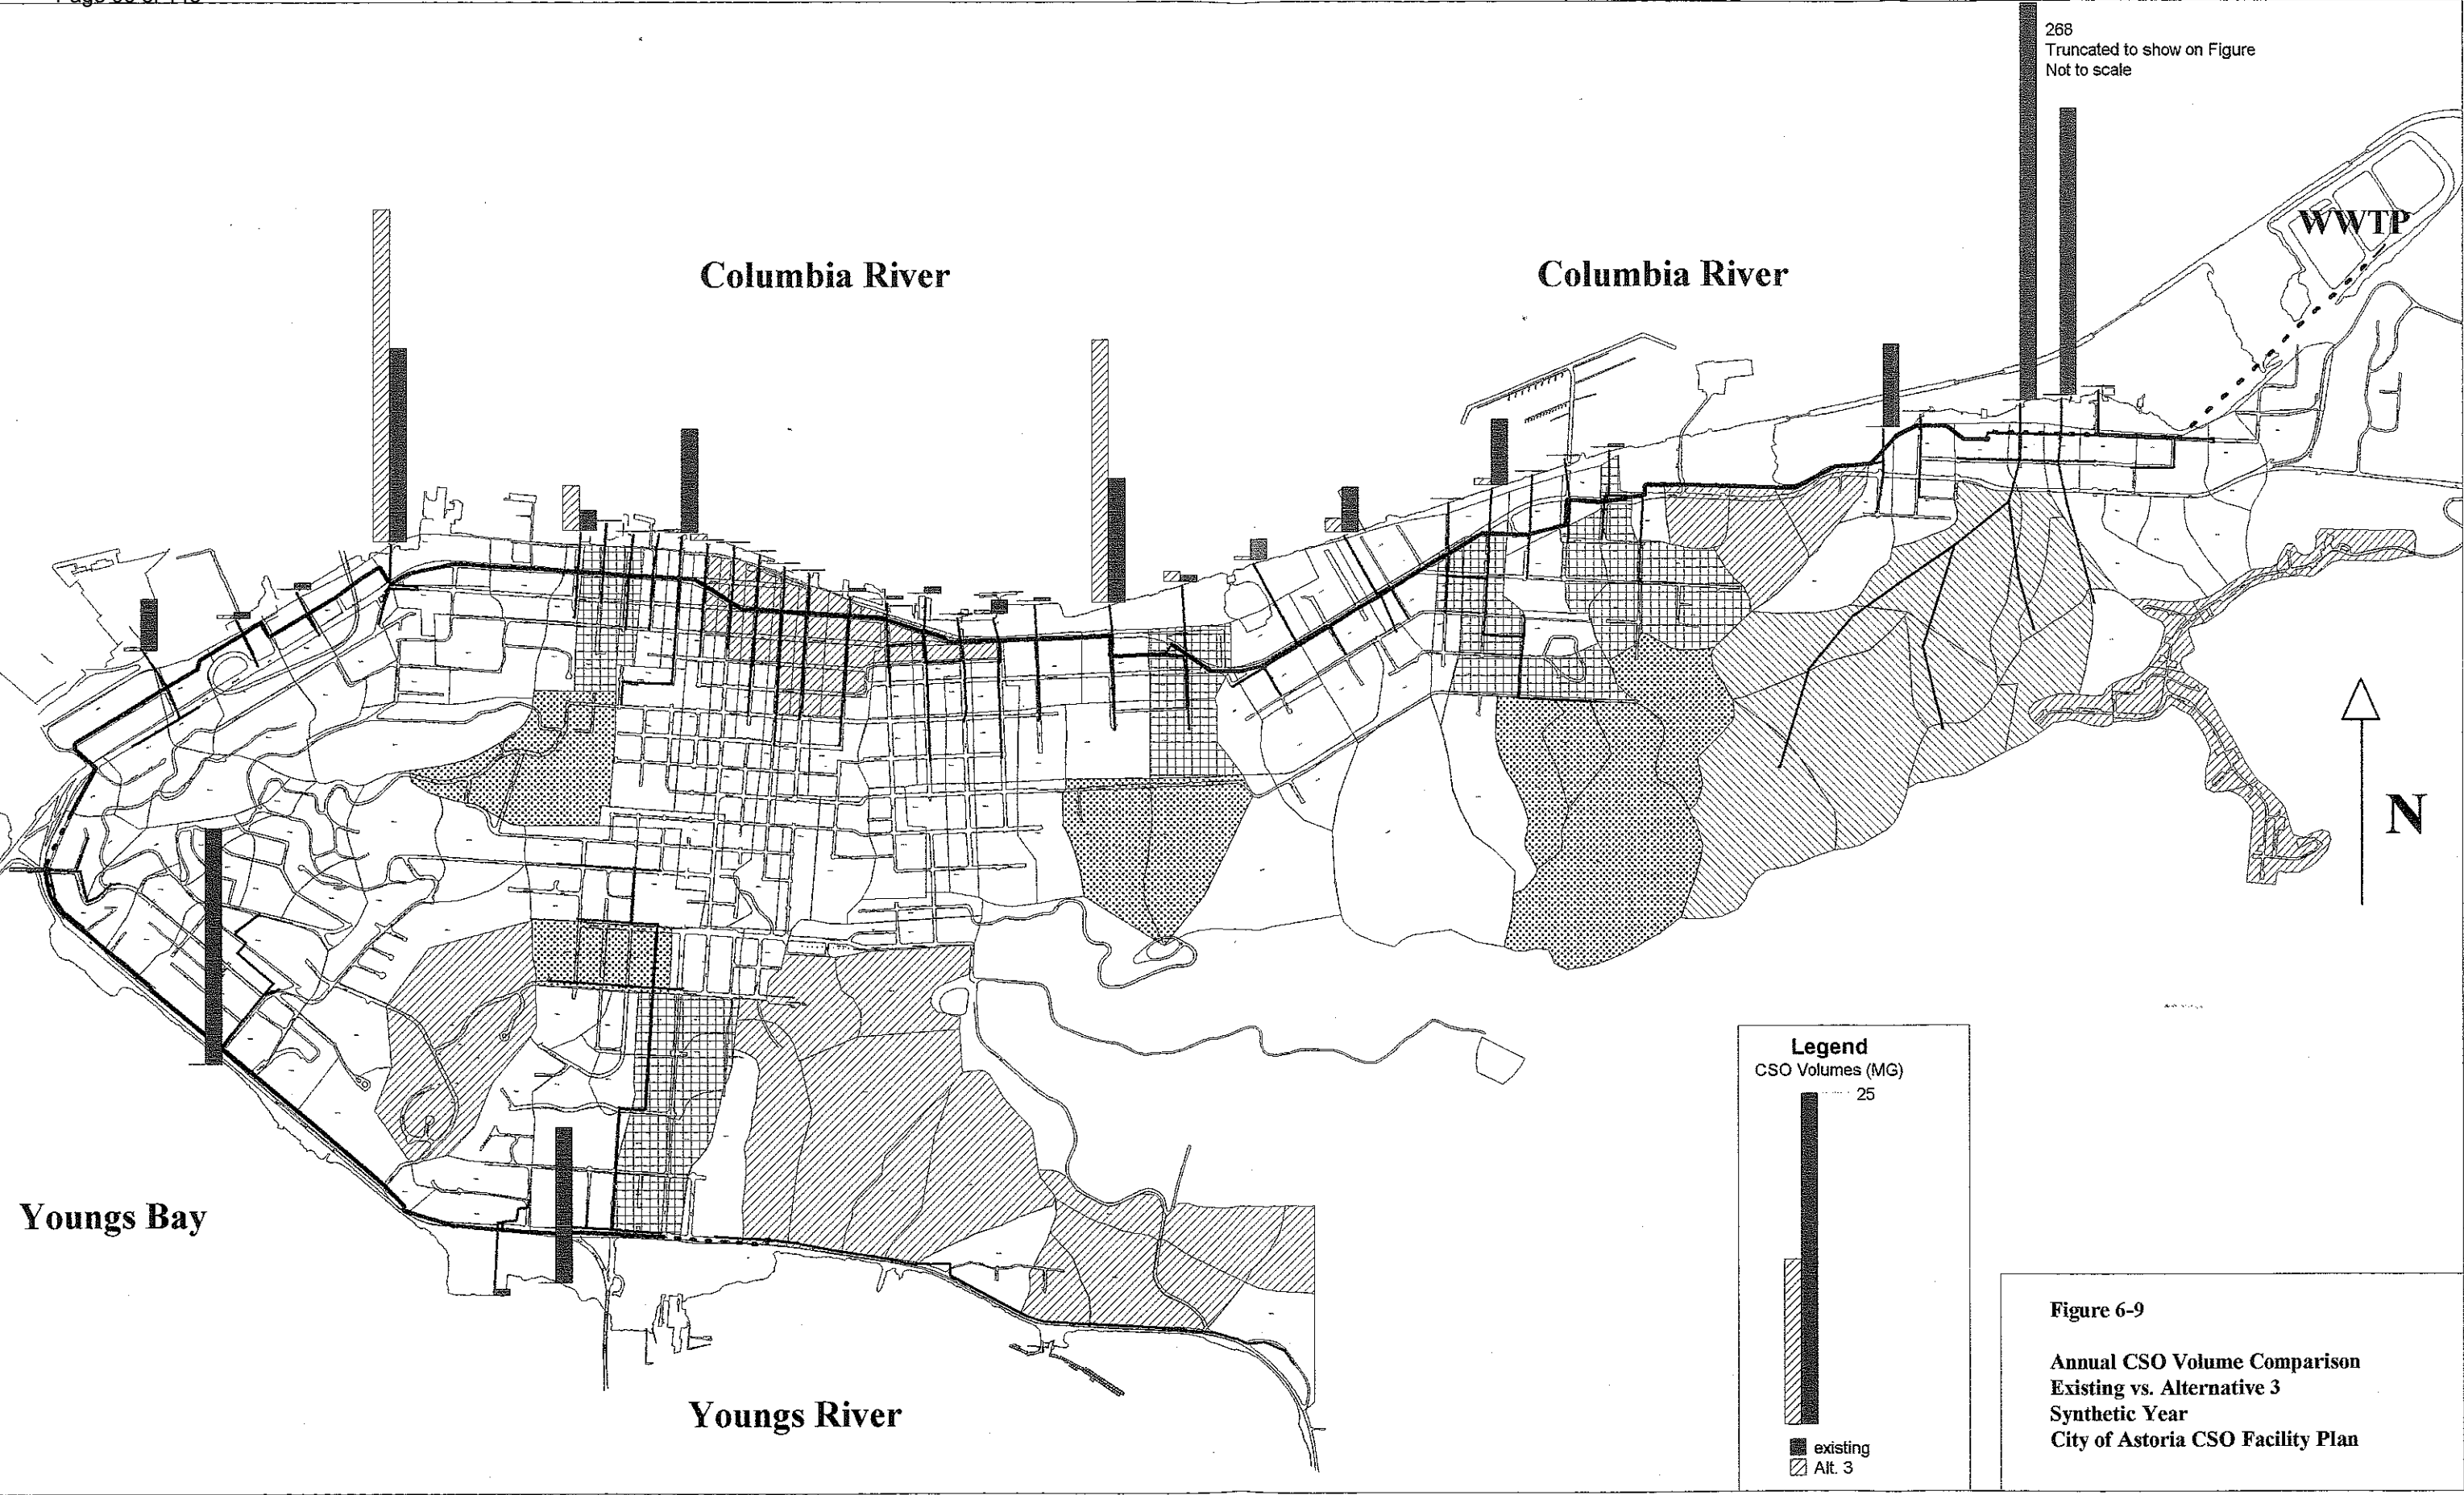 268
Truncated to show on Figure
Not to scale
WWTP
Columbia River
Columbia River
N
Legend
CSO Volumes (MG)
25
existing
Alt. 3
Youngs Bay
Youngs River
Figure 6-9
Annual CSO Volume Comparison
Existing vs. Alternative 3
Synthetic Year
City of Astoria CSO Facility Plan